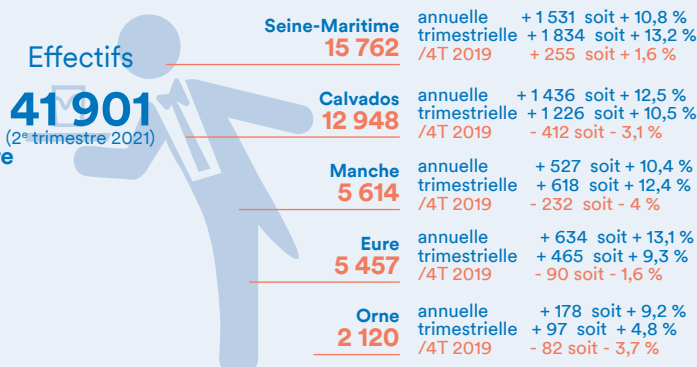 Effectifs
41 901
(2e trimestre 2021)
re
Seine-Maritime
15 762
annuelle + 1 531 soit + 10,8 %
trimestrielle + 1 834 soit + 13,2 %
/4T 2019 + 255 soit + 1,6 %
Calvados
12 948
annuelle + 1 436 soit + 12,5 %
trimestrielle + 1 226 soit + 10,5 %
/4T 2019 - 412 soit - 3,1 %
Manche
5 614
annuelle + 527 soit + 10,4 %
trimestrielle + 618 soit + 12,4 %
/4T 2019 - 232 soit - 4 %
Eure
5 457
annuelle + 634 soit + 13,1 %
trimestrielle + 465 soit + 9,3 %
/4T 2019 - 90 soit - 1,6 %
Orne
2 120
annuelle + 178 soit + 9,2 %
trimestrielle + 97 soit + 4,8 %
/4T 2019 - 82 soit - 3,7 %